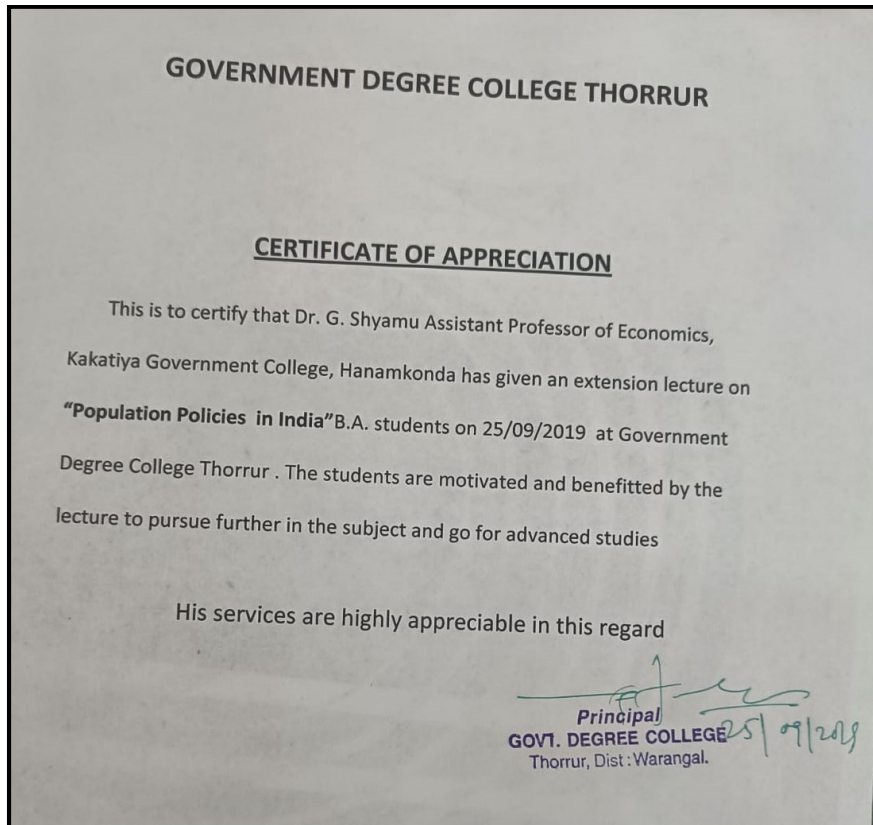 GOVERNMENT DEGREE COLLEGE THORRUR
CERTIFICATE OF APPRECIATION
This is to certify that Dr. G. Shyamu Assistant Professor of Economics,
Kakatiya Government College, Hanamkonda has given an extension lecture on
“Population Policies in India”B.A. students on 25/09/2019 at Government
Degree College Thorrur . The students are motivated and benefitted by the
lecture to pursue further in the subject and go for advanced studies
His services are highly appreciable in this regard
Principal
GOVT. DEGREE COLLEGE 25/09/2019
Thorrur, Dist : Warangal.